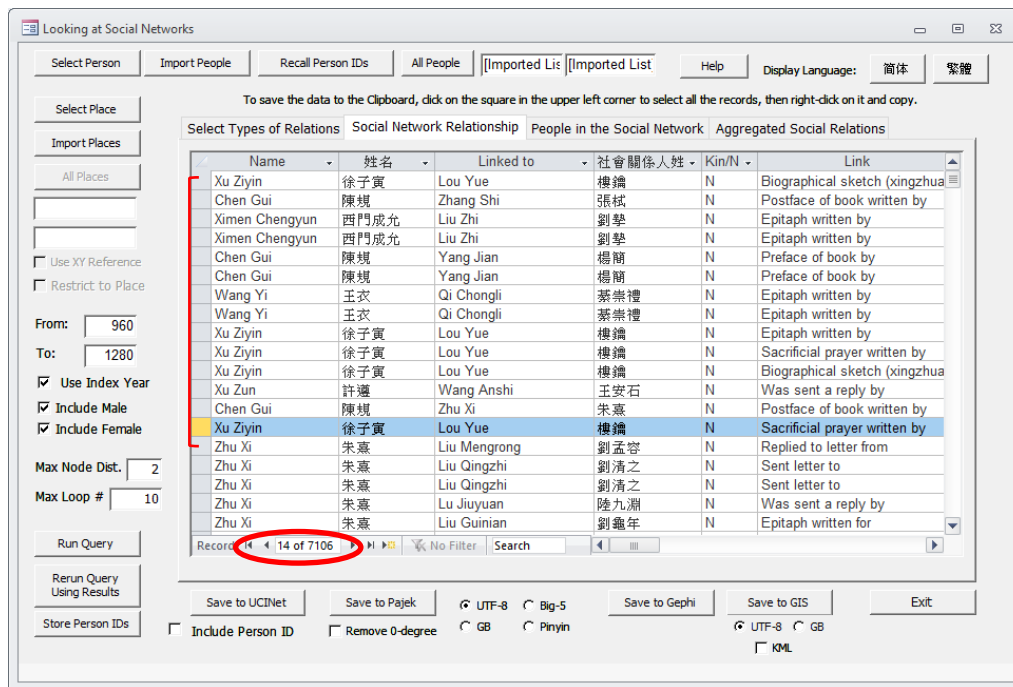 Looking at Social Networks
Select Person Import People Recall Person IDs All People [Imported Lis [Imported List Help Display Language: 简体 繁體
To save the data to the Clipboard, click on the square in the upper left corner to select all the records, then right-click on it and copy.
Select Place
Import Places
All Places
Use XY Reference
Restrict to Place
From: 960
To: 1280
Use Index Year
Include Male
Include Female
Max Node Dist. 2
Max Loop # 10
Run Query
Rerun Query
Using Results
Store Person IDs
Select Types of Relations Social Network Relationship People in the Social Network Aggregated Social Relations
Name 姓名 Linked to 社會關係人姓 Kin/N Link
Xu Ziyin 徐子寅 Lou Yue 樓鑰 N Biographical sketch (xingzhua
Chen Gui 陳規 Zhang Shi 張栻 N Postface of book written by
Ximen Chengyun 西門成允 Liu Zhi 劉摯 N Epitaph written by
Ximen Chengyun 西門成允 Liu Zhi 劉摯 N Epitaph written by
Chen Gui 陳規 Yang Jian 楊簡 N Preface of book by
Chen Gui 陳規 Yang Jian 楊簡 N Preface of book by
Wang Yi 王衣 Qi Chongli 綦崇禮 N Epitaph written by
Wang Yi 王衣 Qi Chongli 綦崇禮 N Epitaph written by
Xu Ziyin 徐子寅 Lou Yue 樓鑰 N Epitaph written by
Xu Ziyin 徐子寅 Lou Yue 樓鑰 N Sacrificial prayer written by
Xu Ziyin 徐子寅 Lou Yue 樓鑰 N Biographical sketch (xingzhua
Xu Zun 許遵 Wang Anshi 王安石 N Was sent a reply by
Chen Gui 陳規 Zhu Xi 朱熹 N Postface of book written by
Xu Ziyin 徐子寅 Lou Yue 樓鑰 N Sacrificial prayer written by
Zhu Xi 朱熹 Liu Mengrong 劉孟容 N Replied to letter from
Zhu Xi 朱熹 Liu Qingzhi 劉清之 N Sent letter to
Zhu Xi 朱熹 Liu Qingzhi 劉清之 N Sent letter to
Zhu Xi 朱熹 Lu Jiuyuan 陸九淵 N Was sent a reply by
Zhu Xi 朱熹 Liu Guinian 劉龜年 N Epitaph written for
Record 14 of 7106 No Filter Search
Save to UCINet Save to Pajek UTF-8 Big-5 Save to Gephi Save to GIS Exit
Include Person ID Remove 0-degree GB Pinyin UTF-8 GB
KML